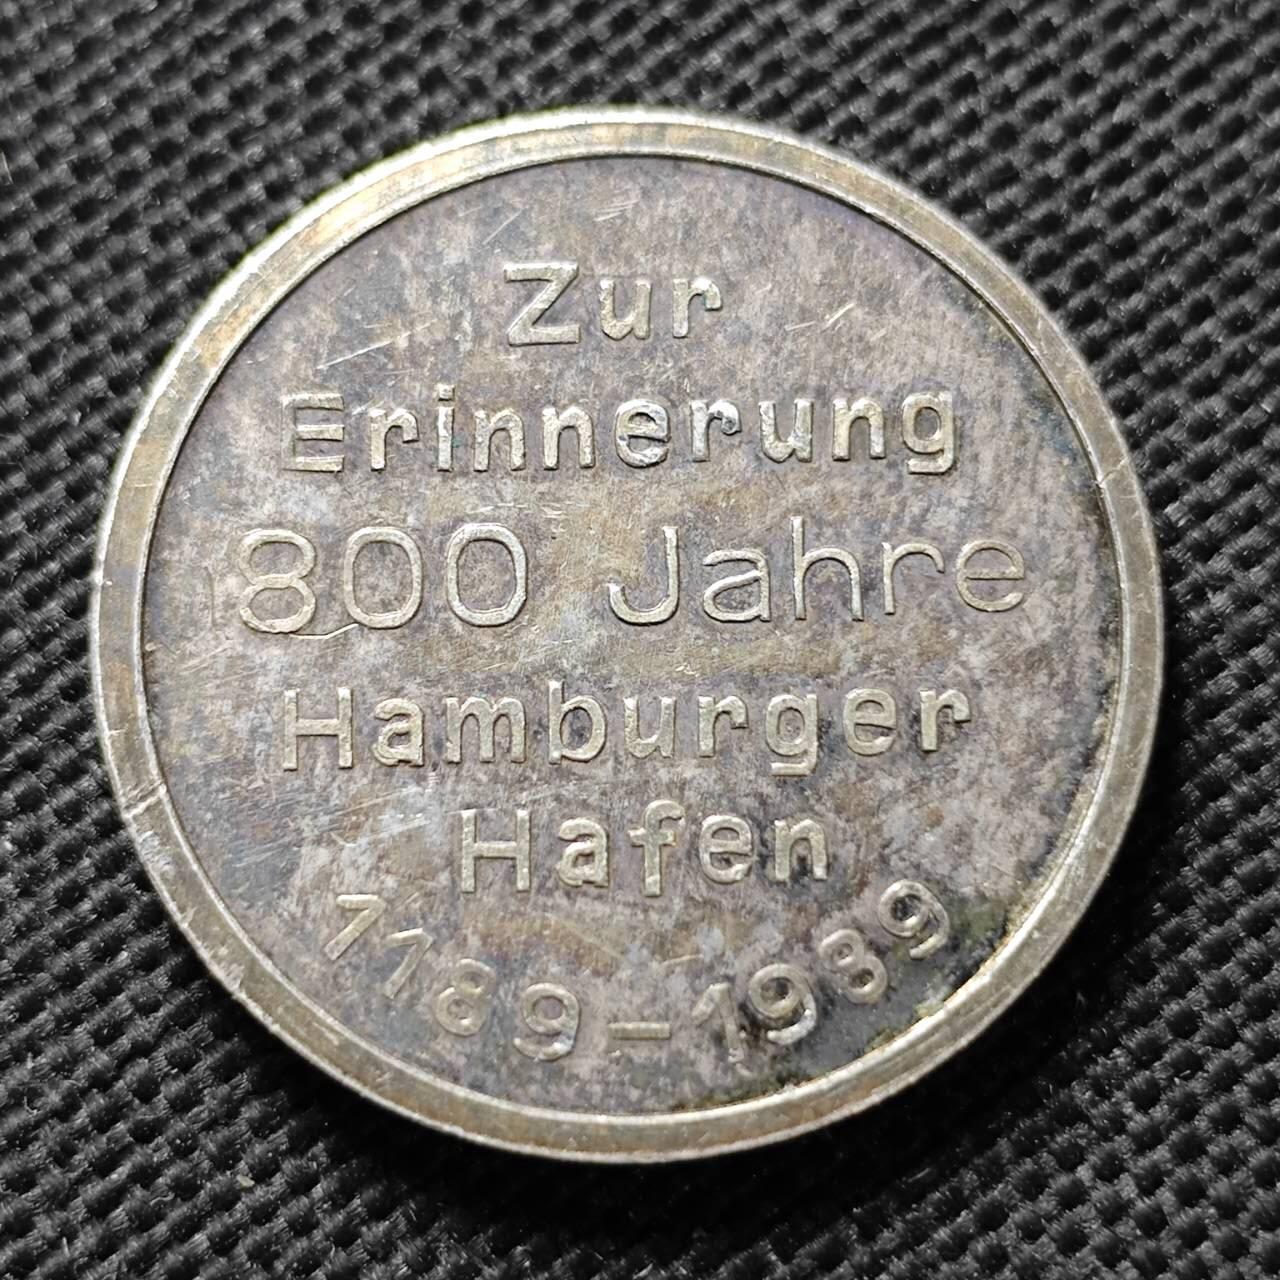 Zur
Erinnerung
800 Jahre
Hamburger
Hafen
1189-1989